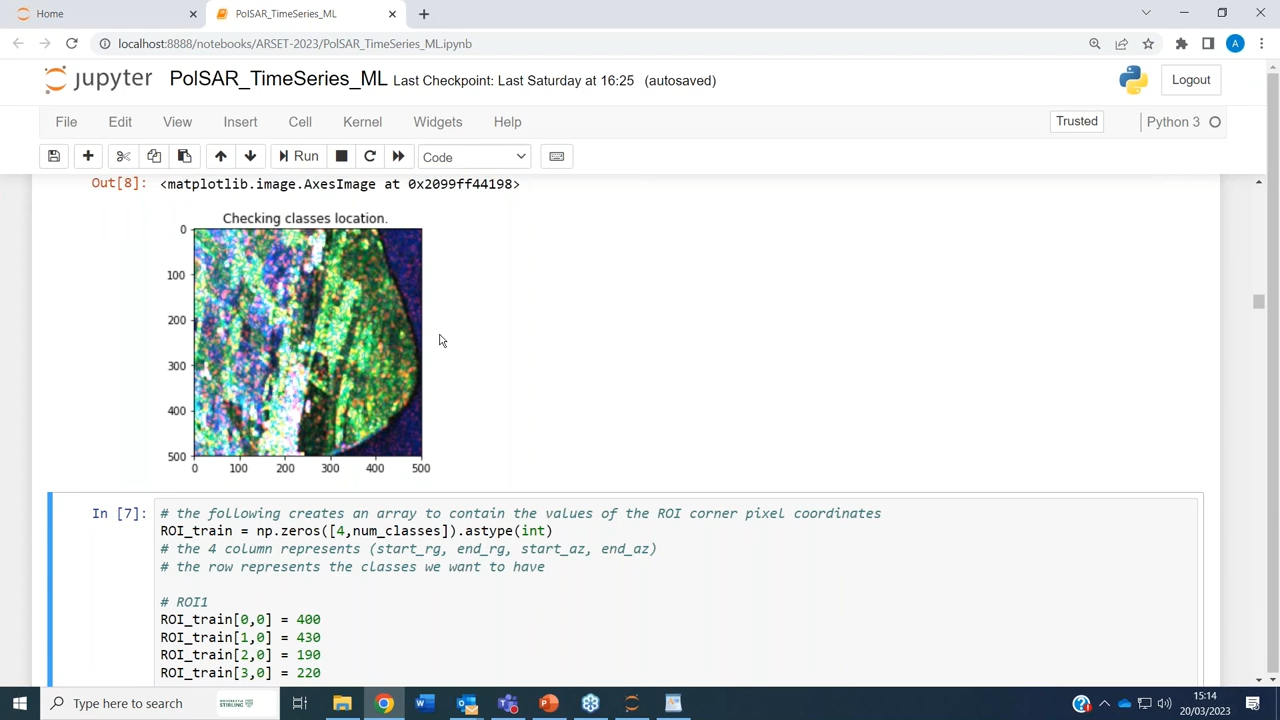 Home
PolSAR_TimeSeries_ML
localhost:8888/notebooks/ARSET-2023/PolSAR_TimeSeries_ML.ipynb
A
jupyter PolSAR_TimeSeries_ML Last Checkpoint: Last Saturday at 16:25 (autosaved)
Logout
File Edit View Insert Cell Kernel Widgets Help
Trusted
Python 3
Run
Code
Out[8]: <matplotlib.image.AxesImage at 0x2099ff44198>
Checking classes location.
0
100
200
300
400
500
0 100 200 300 400 500
In [7]: # the following creates an array to contain the values of the ROI corner pixel coordinates
ROI_train = np.zeros([4,num_classes]).astype(int)
# the 4 column represents (start_rg, end_rg, start_az, end_az)
# the row represents the classes we want to have
# ROI1
ROI_train[0,0] = 400
ROI_train[1,0] = 430
ROI_train[2,0] = 190
ROI_train[3,0] = 220
Type here to search
15:14
20/03/2023